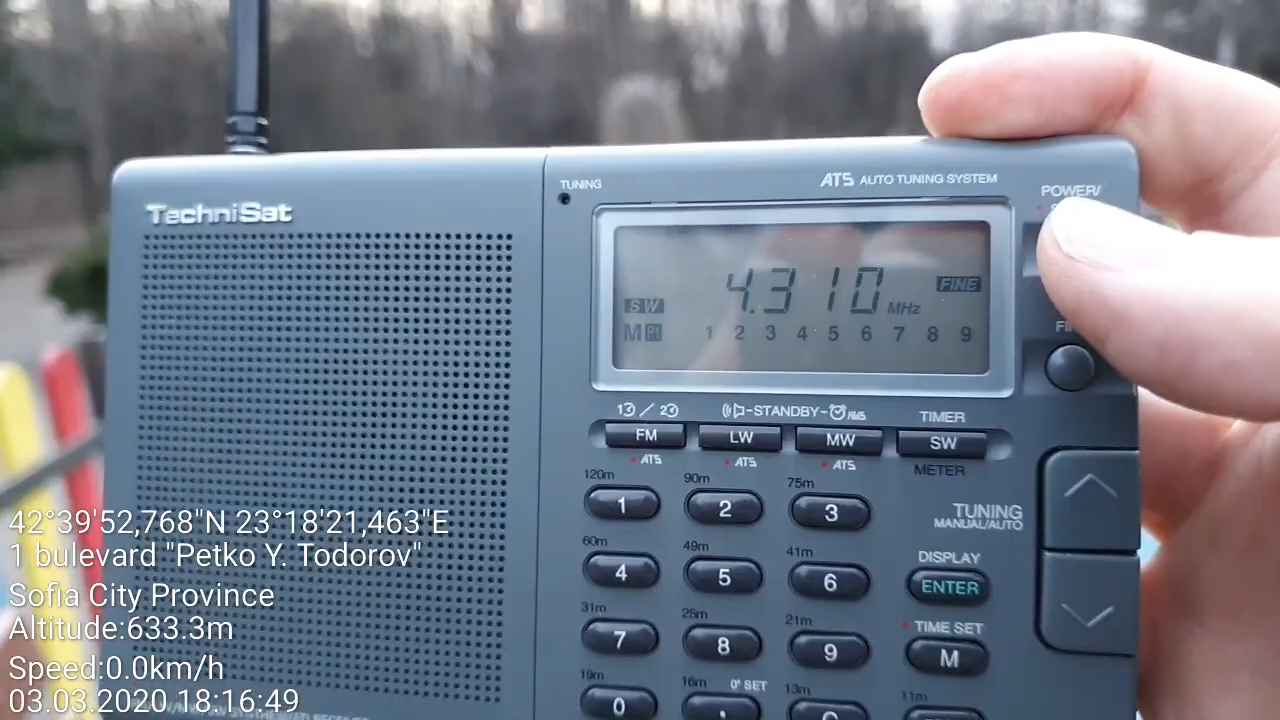 TechniSat
TUNING
ATS AUTO TUNING SYSTEM
POWER/
4.310 MHz
FINE
SW
M P1 1 2 3 4 5 6 7 8 9
1 / 2 STANDBY TIMER
FM LW MW SW
ATS ATS ATS METER
120m 90m 75m
1 2 3
TUNING
MANUAL/AUTO
60m 49m 41m
4 5 6
DISPLAY
ENTER
31m 25m 21m
7 8 9
TIME SET
M
19m 16m 0° SET 13m 11m
0
42°39'52,768"N 23°18'21,463"E
1 bulevard "Petko Y. Todorov"
Sofia City Province
Altitude:633.3m
Speed:0.0km/h
03.03.2020 18:16:49